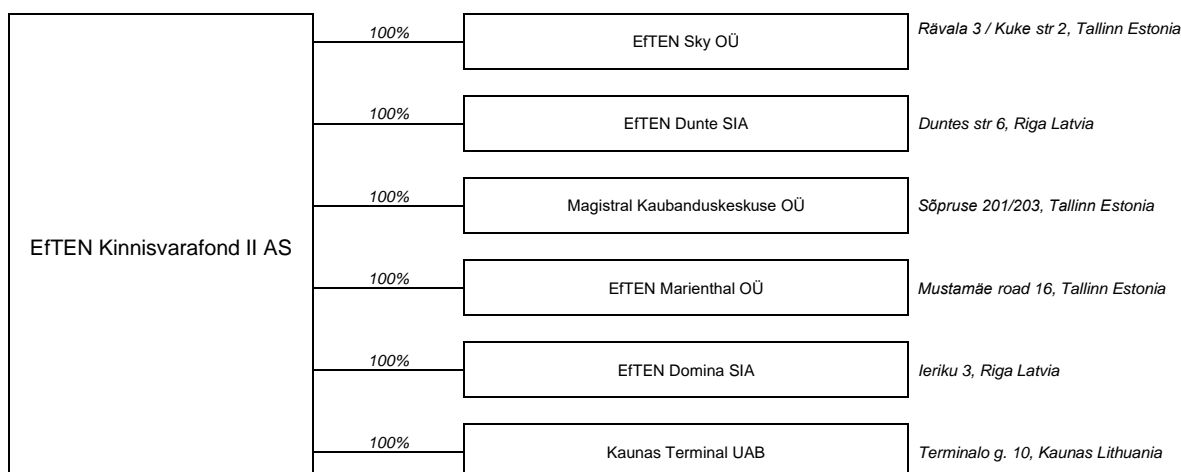 EfTEN Kinnisvarafond II AS
100%
EfTEN Sky OÜ
Rävala 3 / Kuke str 2, Tallinn Estonia
100%
EfTEN Dunte SIA
Duntes str 6, Riga Latvia
100%
Magistral Kaubanduskeskuse OÜ
Sõpruse 201/203, Tallinn Estonia
100%
EfTEN Marienthal OÜ
Mustamäe road 16, Tallinn Estonia
100%
EfTEN Domina SIA
Ieriku 3, Riga Latvia
100%
Kaunas Terminal UAB
Terminalo g. 10, Kaunas Lithuania